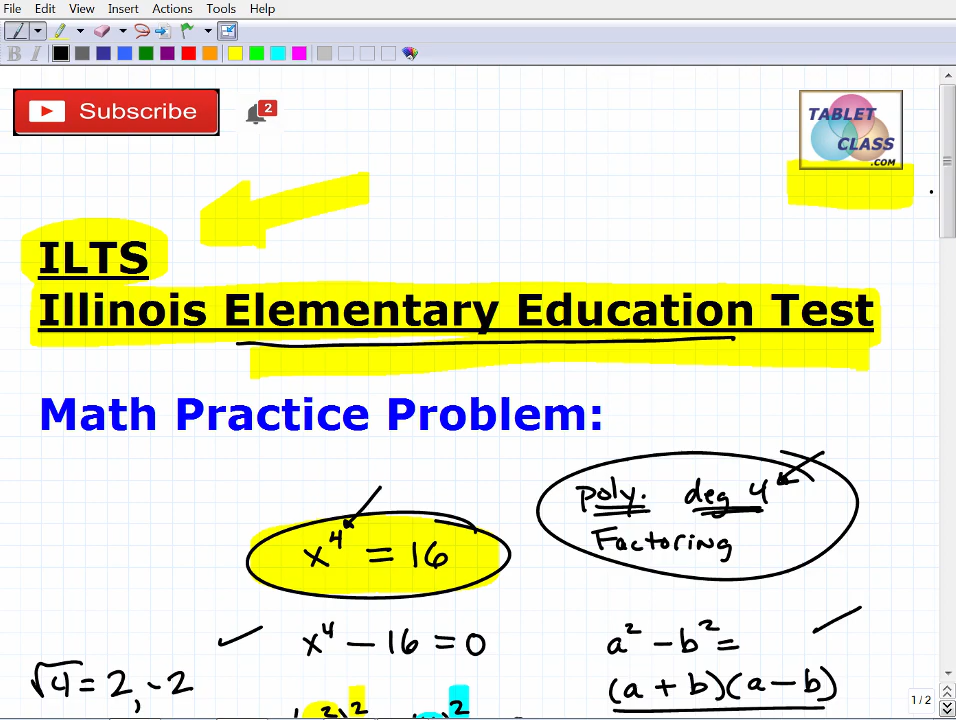 File Edit View Insert Actions Tools Help
B I
Subscribe
2
TABLET
CLASS
.COM
ILTS
Illinois Elementary Education Test
Math Practice Problem:
poly. deg 4
Factoring
x⁴ = 16
x⁴ − 16 = 0
a² − b² =
(a + b)(a − b)
√4 = 2, -2
1 / 2